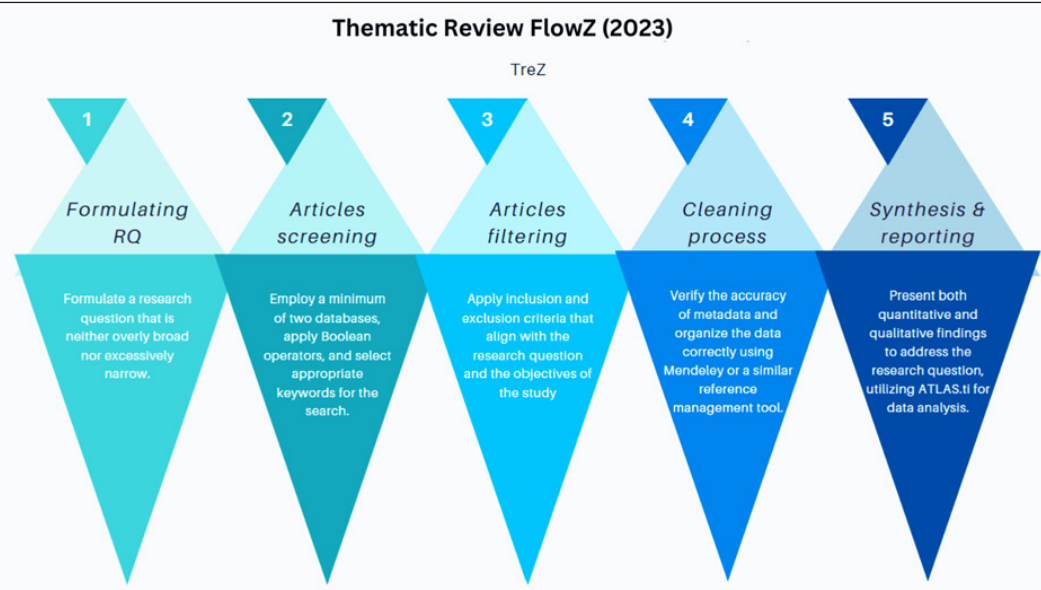 Thematic Review FlowZ (2023)
TreZ
1
Formulating
RQ
Formulate a research
question that is
neither overly broad
nor excessively
narrow.
2
Articles
screening
Employ a minimum
of two databases,
apply Boolean
operators, and select
appropriate
keywords for the
search.
3
Articles
filtering
Apply inclusion and
exclusion criteria that
align with the
research question
and the objectives of
the study
4
Cleaning
process
Verify the accuracy
of metadata and
organize the data
correctly using
Mendeley or a similar
reference
management tool.
5
Synthesis &
reporting
Present both
quantitative and
qualitative findings
to address the
research question,
utilizing ATLAS.ti for
data analysis.